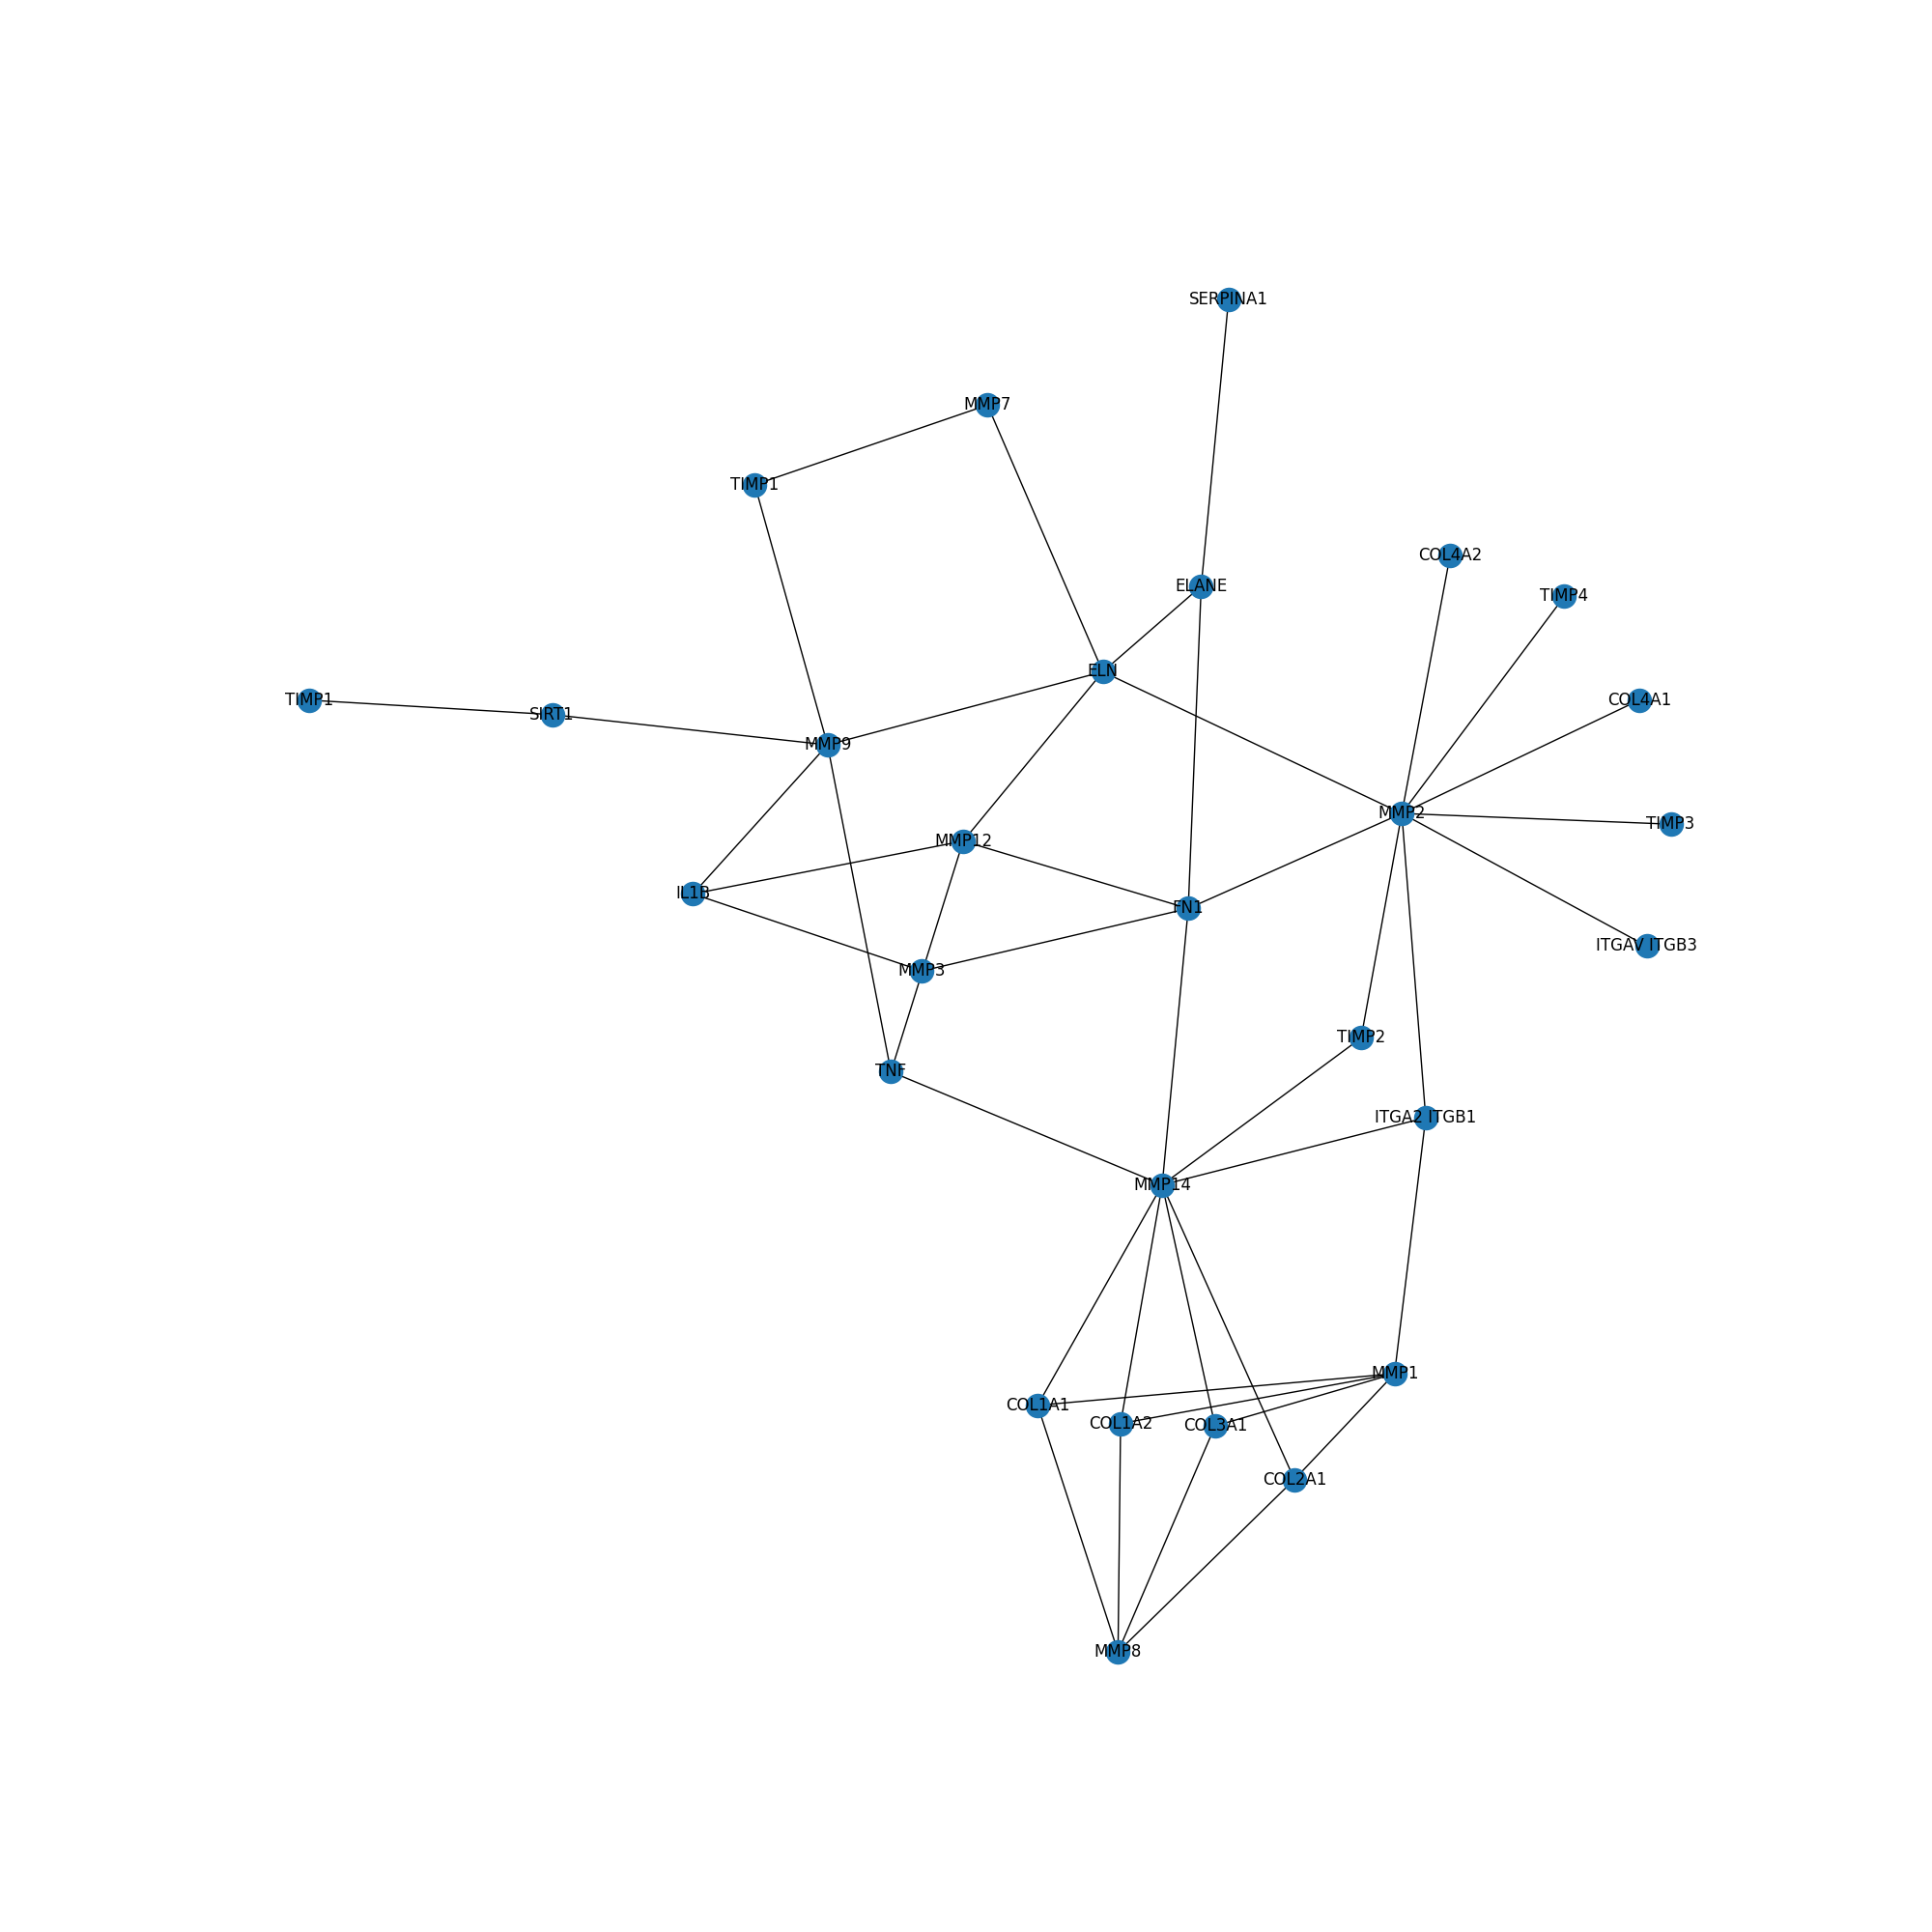 SERPINA1
MMP7
TIMP1
COL4A2
ELANE
TIMP4
ELN
TIMP1
COL4A1
SIRT1
MMP9
MMP2
TIMP3
MMP12
IL1B
FN1
ITGAV ITGB3
MMP3
TIMP2
TNF
ITGA2 ITGB1
MMP14
MMP1
COL1A1
COL1A2
COL3A1
COL2A1
MMP8